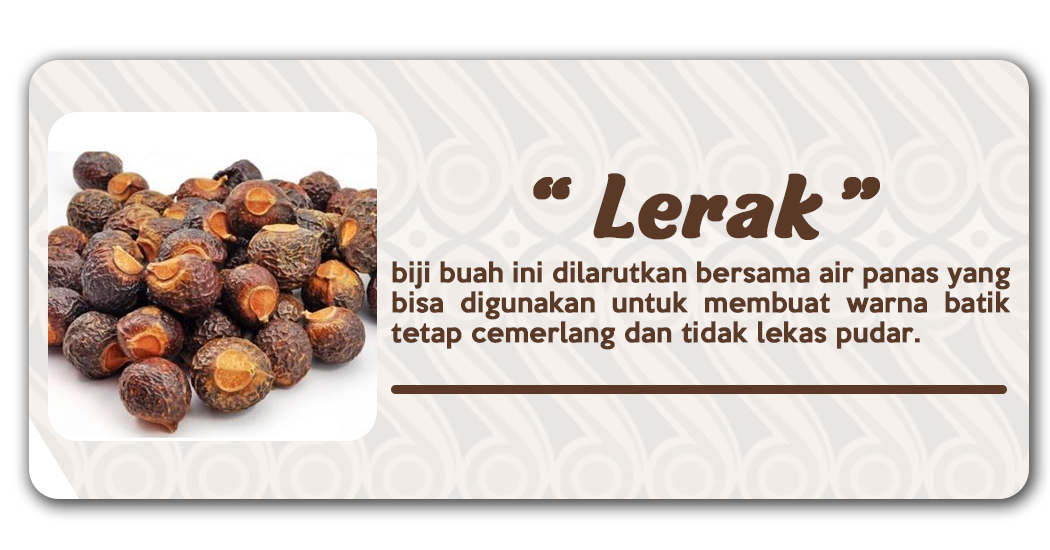 “ Lerak ”
biji buah ini dilarutkan bersama air panas yang
bisa digunakan untuk membuat warna batik
tetap cemerlang dan tidak lekas pudar.